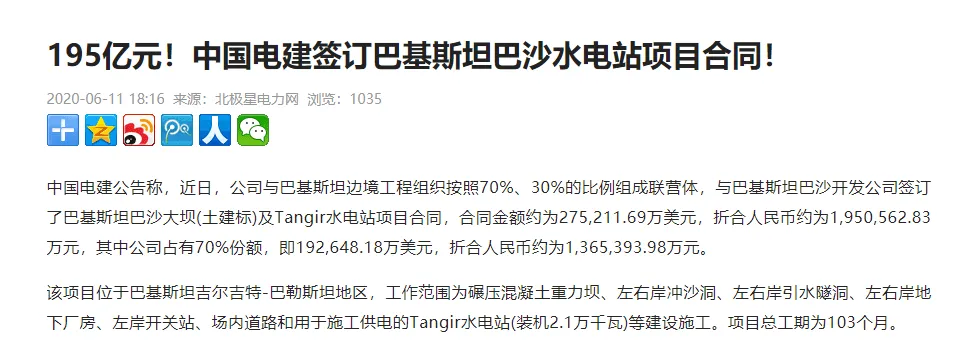 195亿元！中国电建签订巴基斯坦巴沙水电站项目合同！
2020-06-11 18:16 来源：北极星电力网 浏览：1035
中国电建公告称，近日，公司与巴基斯坦边境工程组织按照70%、30%的比例组成联营体，与巴基斯坦巴沙开发公司签订
了巴基斯坦巴沙大坝(土建标)及Tangir水电站项目合同，合同金额约为275,211.69万美元，折合人民币约为1,950,562.83
万元，其中公司占有70%份额，即192,648.18万美元，折合人民币约为1,365,393.98万元。
该项目位于巴基斯坦吉尔吉特-巴勒斯坦地区，工作范围为碾压混凝土重力坝、左右岸冲沙洞、左右岸引水隧洞、左右岸地
下厂房、左岸开关站、场内道路和用于施工供电的Tangir水电站(装机2.1万千瓦)等建设施工。项目总工期为103个月。